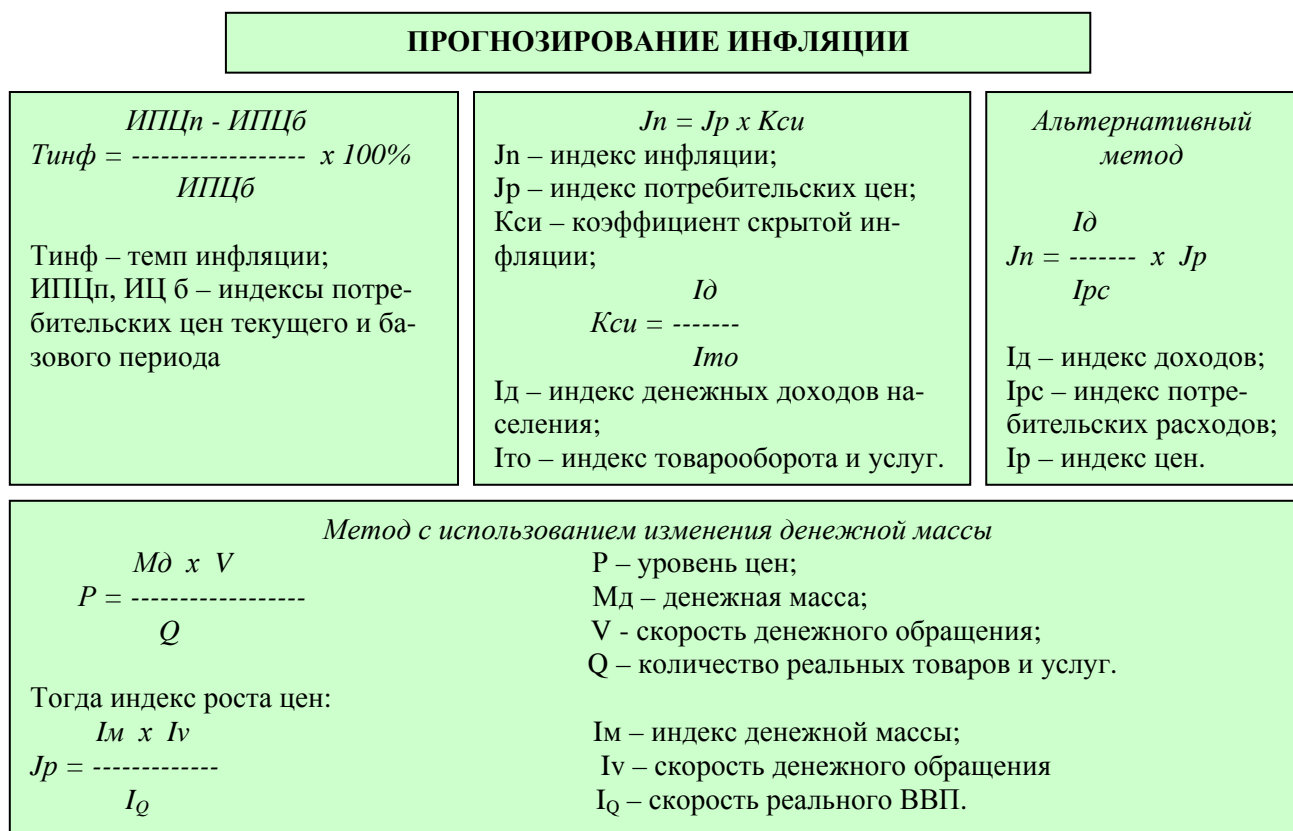 ПРОГНОЗИРОВАНИЕ ИНФЛЯЦИИ
ИПЦп - ИПЦб
Тинф = ------------------ х 100%
ИПЦб
Тинф – темп инфляции;
ИПЦп, ИЦ б – индексы потре-
бительских цен текущего и ба-
зового периода
Jn = Jp x Kcu
Jn – индекс инфляции;
Jp – индекс потребительских цен;
Кси – коэффициент скрытой ин-
фляции;
Iд
Кси = -------
Iто
Iд – индекс денежных доходов на-
селения;
Iто – индекс товарооборота и услуг.
Альтернативный
метод
Iд
Jn = ------- x Jp
Ipc
Iд – индекс доходов;
Ipc – индекс потре-
бительских расходов;
Ip – индекс цен.
Метод с использованием изменения денежной массы
Мд х V
P = ------------------
Q
P – уровень цен;
Мд – денежная масса;
V - скорость денежного обращения;
Q – количество реальных товаров и услуг.
Тогда индекс роста цен:
Iм х Iv
Jp = -------------
IQ
Iм – индекс денежной массы;
Iv – скорость денежного обращения
IQ – скорость реального ВВП.